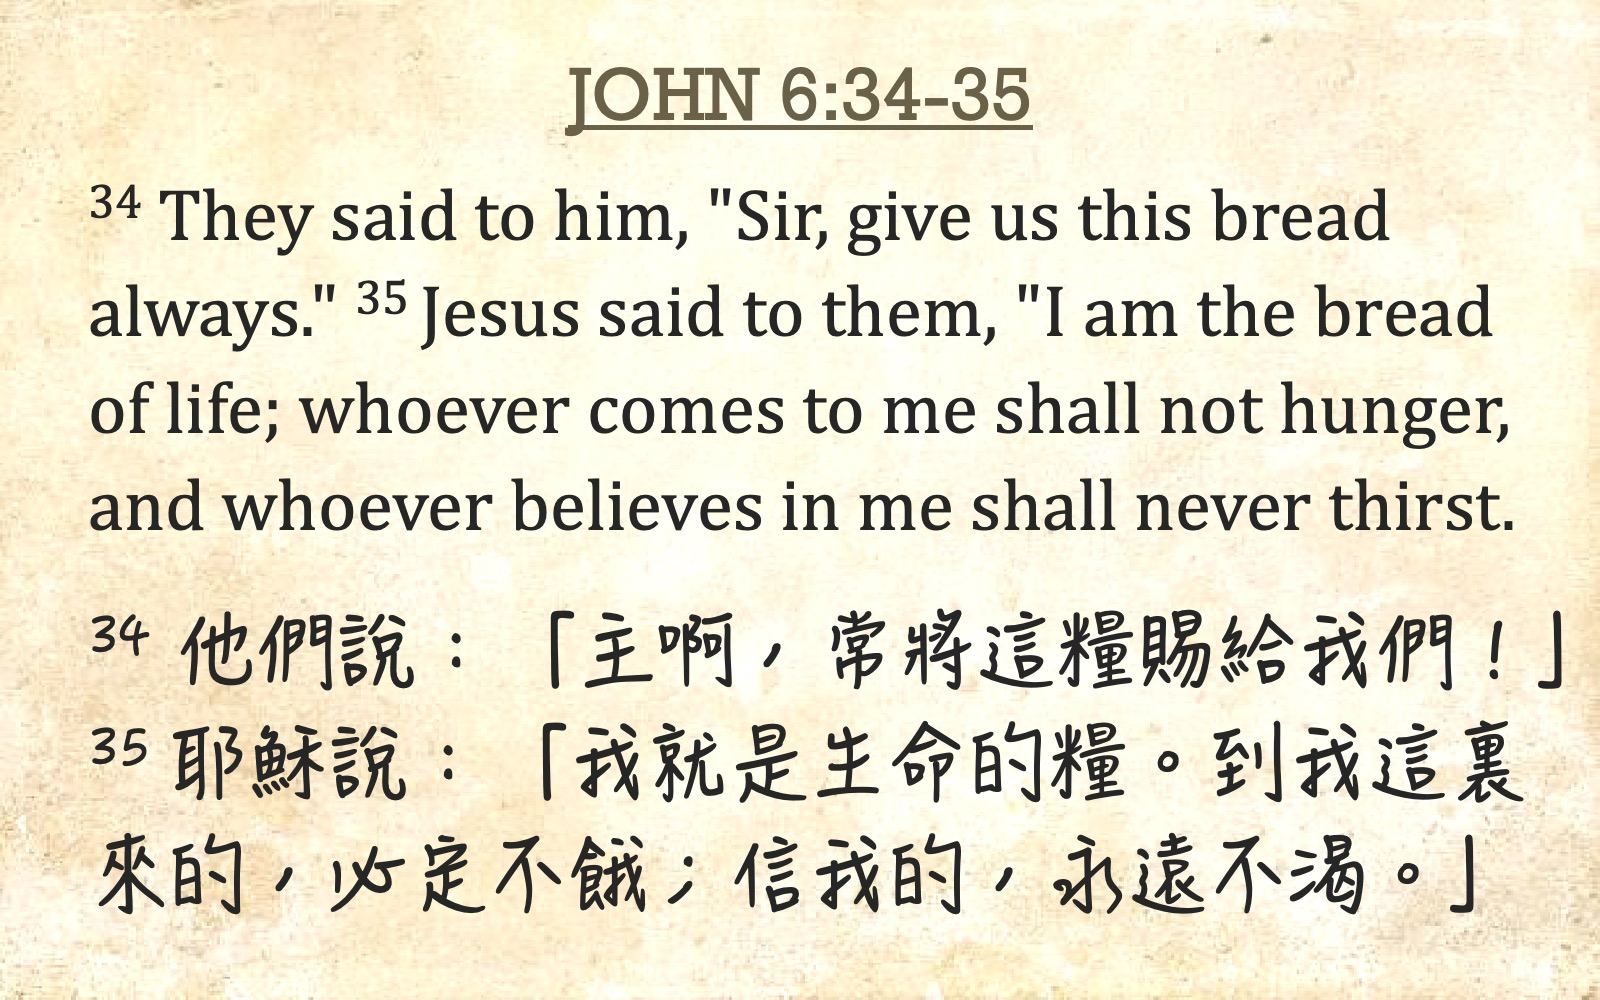 JOHN 6:34-35
34 They said to him, "Sir, give us this bread
always." 35 Jesus said to them, "I am the bread
of life; whoever comes to me shall not hunger,
and whoever believes in me shall never thirst.
34 他們說：「主啊，常將這糧賜給我們！」
35 耶穌說：「我就是生命的糧。到我這裏
來的，必定不餓；信我的，永遠不渴。」